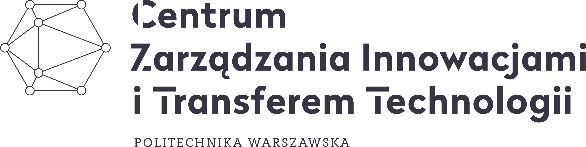 Centrum
Zarządzania Innowacjami
i Transferem Technologii
POLITECHNIKA WARSZAWSKA